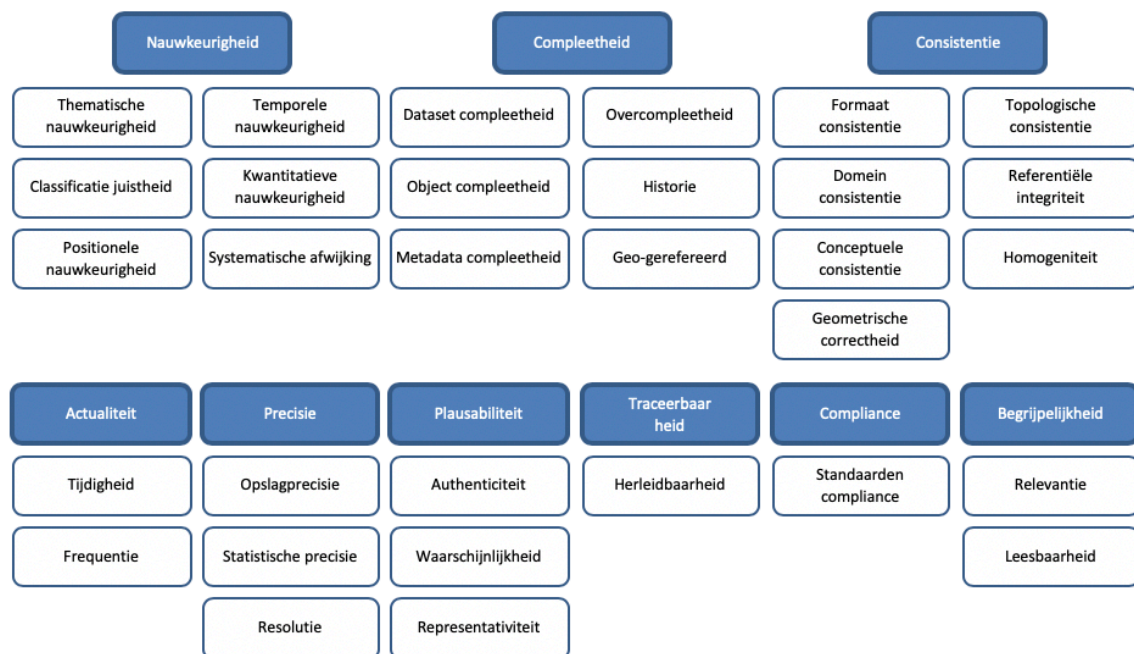 Nauwkeurigheid
Compleetheid
Consistentie
Thematische
nauwkeurigheid
Temporele
nauwkeurigheid
Dataset compleetheid
Overcompleetheid
Formaat
consistentie
Topologische
consistentie
Classificatie juistheid
Kwantitatieve
nauwkeurigheid
Object compleetheid
Historie
Domein
consistentie
Referentiële
integriteit
Positionele
nauwkeurigheid
Systematische afwijking
Metadata compleetheid
Geo-gerefereerd
Conceptuele
consistentie
Homogeniteit
Geometrische
correctheid
Actualiteit
Precisie
Plausabiliteit
Traceerbaar
heid
Compliance
Begrijpelijkheid
Tijdigheid
Opslagprecisie
Authenticiteit
Herleidbaarheid
Standaarden
compliance
Relevantie
Frequentie
Statistische precisie
Waarschijnlijkheid
Leesbaarheid
Resolutie
Representativiteit